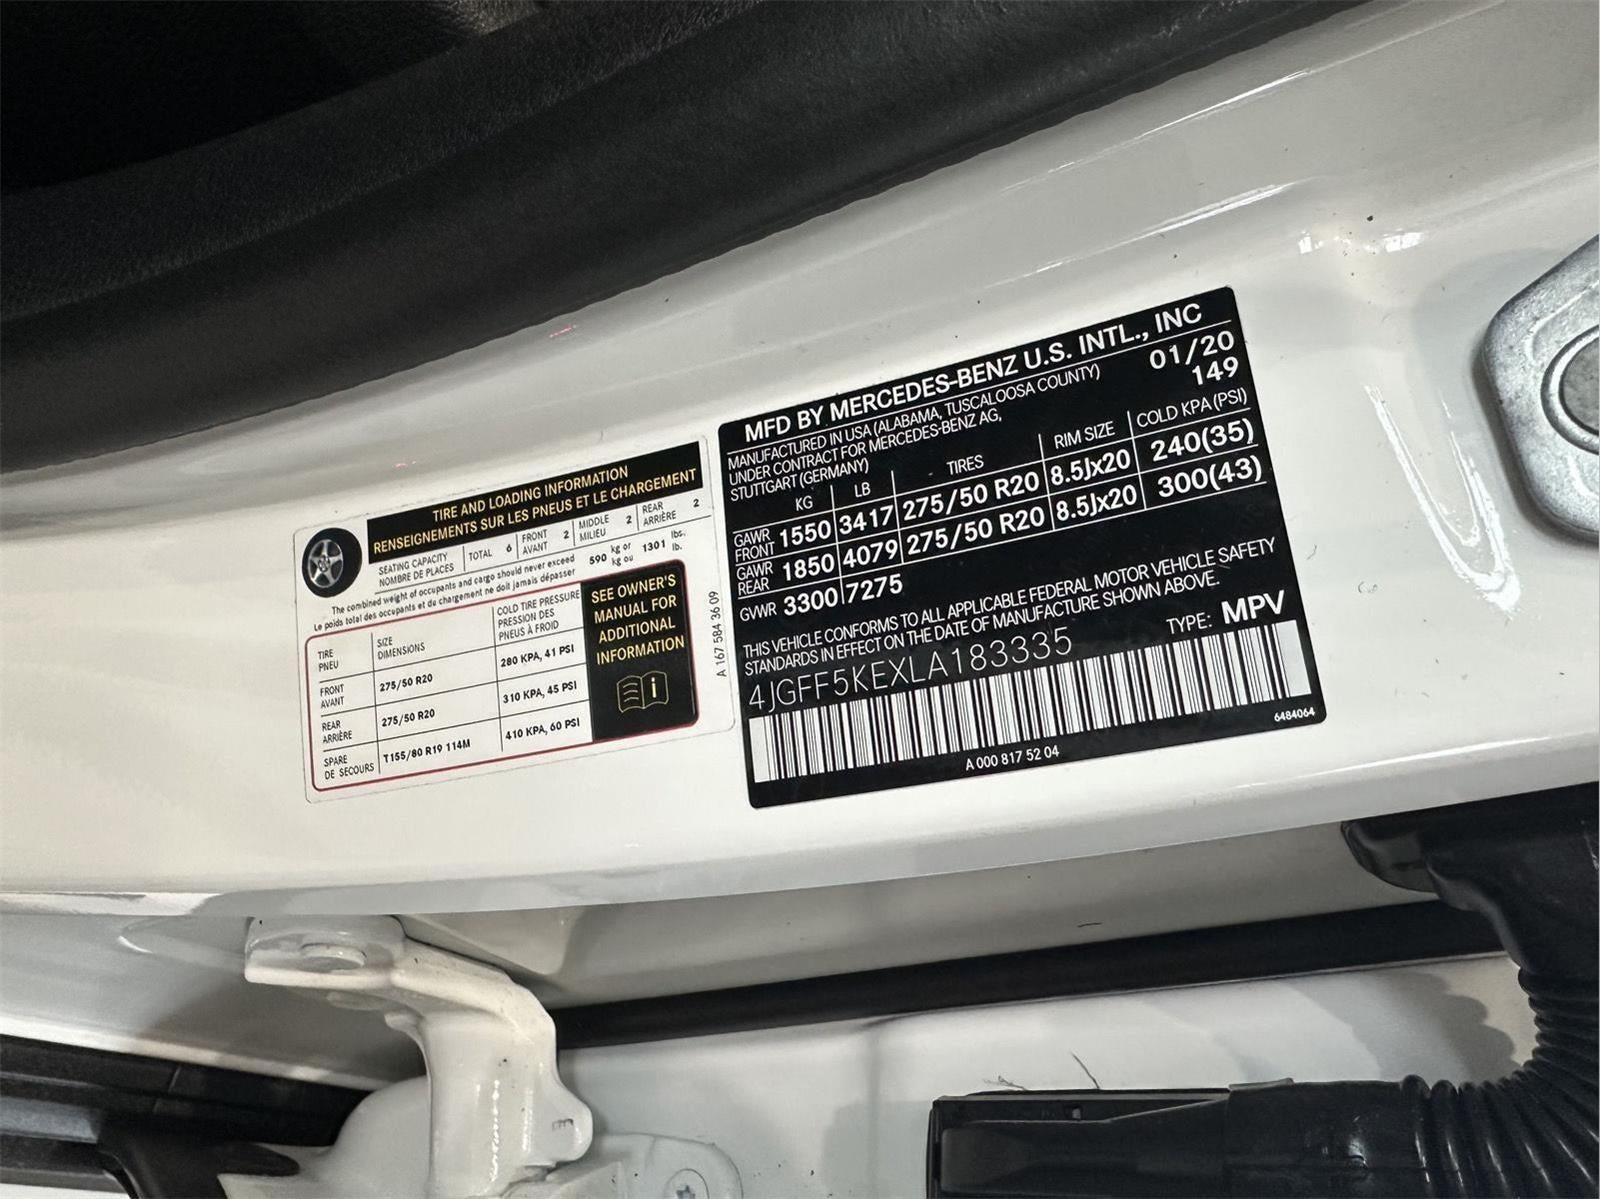 TIRE AND LOADING INFORMATION
RENSEIGNEMENTS SUR LES PNEUS ET LE CHARGEMENT
SEATING CAPACITY
NOMBRE DE PLACES
TOTAL 6
FRONT
AVANT 2
MIDDLE
MILIEU 2
REAR
ARRIÈRE 2
The combined weight of occupants and cargo should never exceed
Le poids total des occupants et du chargement ne doit jamais dépasser
590 kg or
kg ou
1301 lbs.
lb.
TIRE
PNEU
SIZE
DIMENSIONS
COLD TIRE PRESSURE
PRESSION DES
PNEUS À FROID
FRONT
AVANT
275/50 R20
280 KPA, 41 PSI
REAR
ARRIÈRE
275/50 R20
310 KPA, 45 PSI
SPARE
DE SECOURS
T155/80 R19 114M
410 KPA, 60 PSI
SEE OWNER'S
MANUAL FOR
ADDITIONAL
INFORMATION
i
A 167 584 36 09
MFD BY MERCEDES-BENZ U.S. INTL., INC
MANUFACTURED IN USA (ALABAMA, TUSCALOOSA COUNTY)
UNDER CONTRACT FOR MERCEDES-BENZ AG,
STUTTGART (GERMANY)
01/20
149
KG LB TIRES RIM SIZE COLD KPA (PSI)
GAWR
FRONT 1550 3417 275/50 R20 8.5Jx20 240(35)
GAWR
REAR 1850 4079 275/50 R20 8.5Jx20 300(43)
GVWR 3300 7275
THIS VEHICLE CONFORMS TO ALL APPLICABLE FEDERAL MOTOR VEHICLE SAFETY
STANDARDS IN EFFECT ON THE DATE OF MANUFACTURE SHOWN ABOVE.
4JGFF5KEXLA183335 TYPE: MPV
A 000 817 52 04
6484064